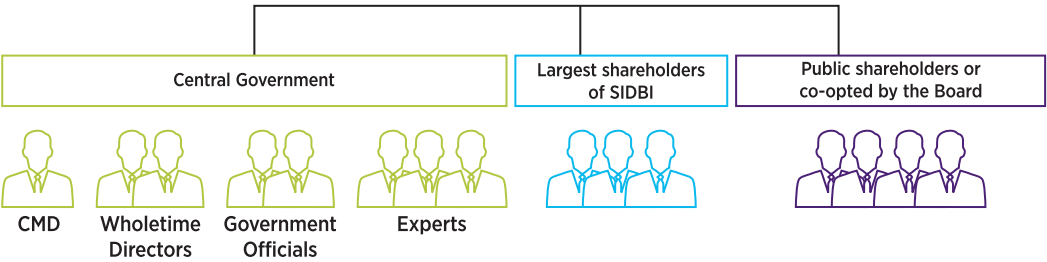 Central Government
Largest shareholders
of SIDBI
Public shareholders or
co-opted by the Board
CMD
Wholetime
Directors
Government
Officials
Experts